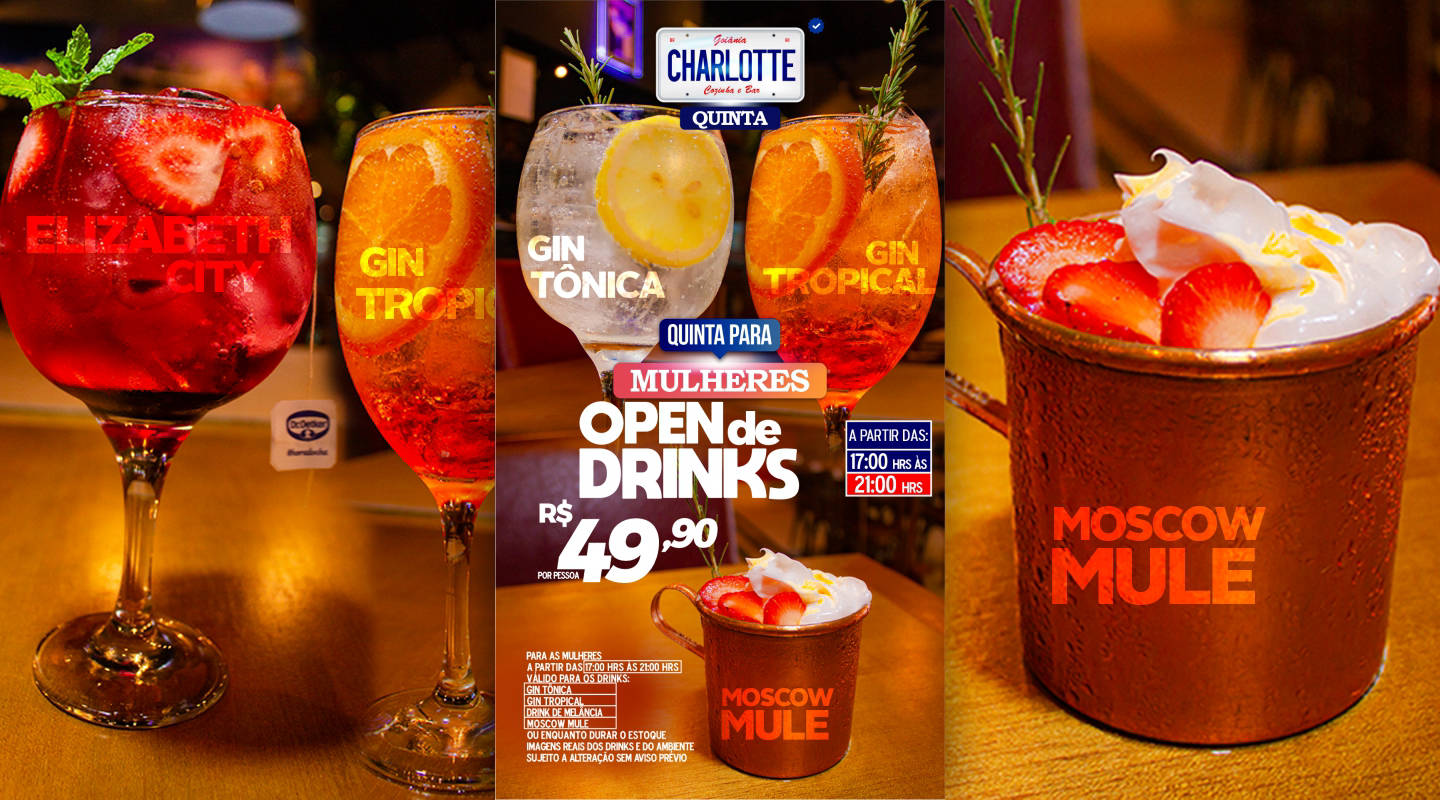 ELIZABETH
CITY
GIN
TROPIC
Dr.Oetker
Goiânia
CHARLOTTE
Cozinha e Bar
QUINTA
GIN
TÔNICA
GIN
TROPICAL
QUINTA PARA
MULHERES
OPEN de
DRINKS
A PARTIR DAS:
17:00 HRS ÀS
21:00 HRS
R$ 49,90
POR PESSOA
PARA AS MULHERES
A PARTIR DAS 17:00 HRS ÀS 21:00 HRS
VÁLIDO PARA OS DRINKS:
GIN TÔNICA
GIN TROPICAL
DRINK DE MELÂNCIA
MOSCOW MULE
OU ENQUANTO DURAR O ESTOQUE
IMAGENS REAIS DOS DRINKS E DO AMBIENTE
SUJEITO A ALTERAÇÃO SEM AVISO PRÉVIO
MOSCOW
MULE
MOSCOW
MULE